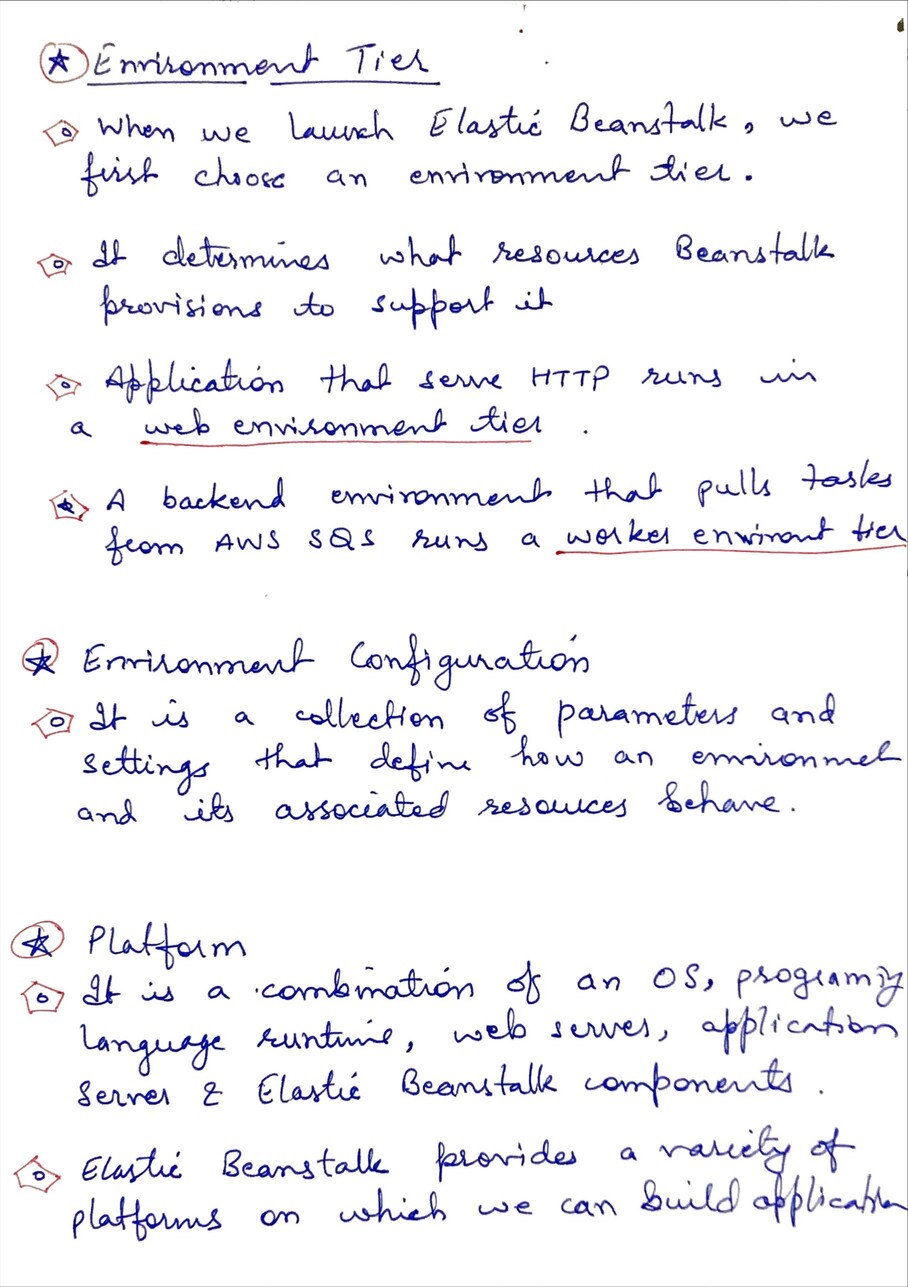 Environment Tier
When we launch Elastic Beanstalk, we
first choose an environment tier.
It determines what resources Beanstalk
provisions to support it
Application that serve HTTP runs in
a web environment tier.
A backend environment that pulls tasks
from AWS SQS runs a worker environt tier
Environment Configuration
It is a collection of parameters and
settings that define how an environmet
and its associated resources behave.
Platform
It is a combination of an OS, programig
language runtime, web server, application
server & Elastic Beanstalk components.
Elastic Beanstalk provides a variety of
platforms on which we can build application